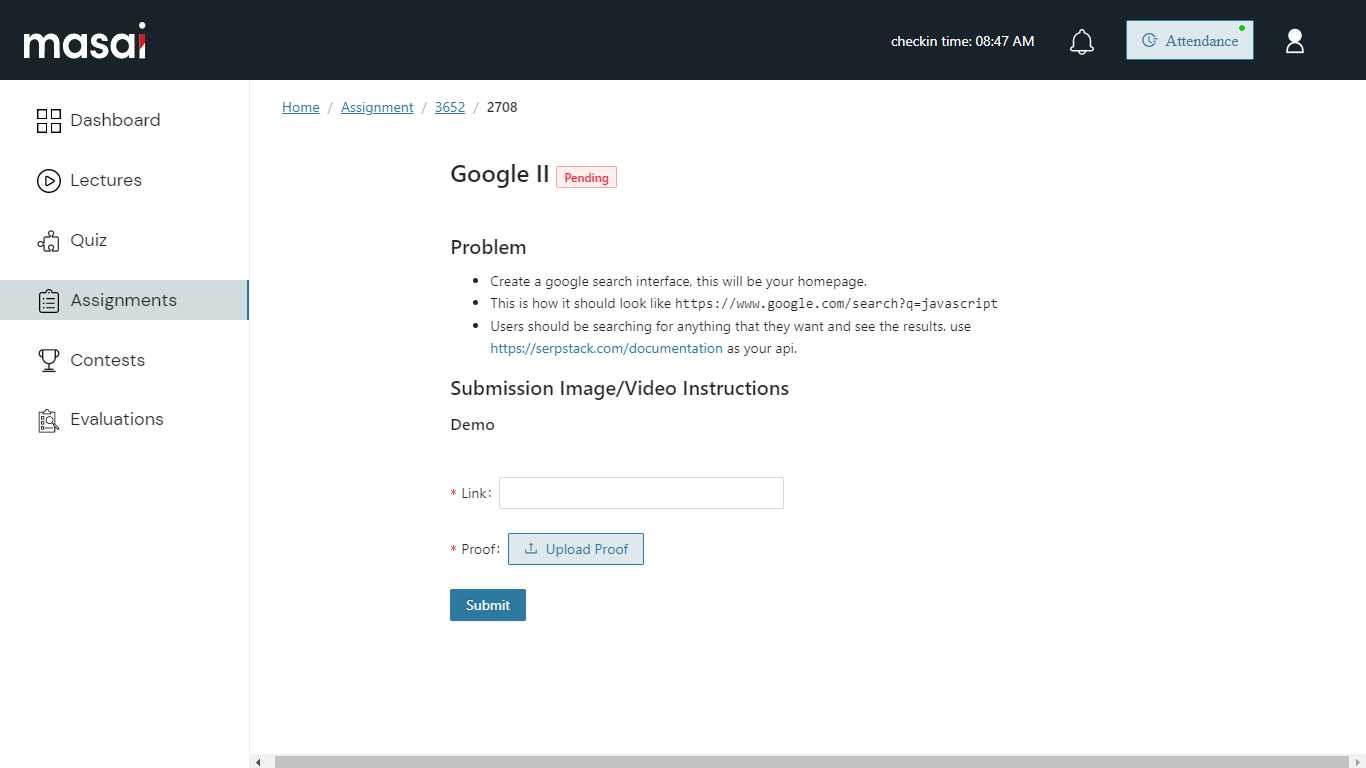 masai
checkin time: 08:47 AM
Attendance
Dashboard
Lectures
Quiz
Assignments
Contests
Evaluations
Home / Assignment / 3652 / 2708
Google II Pending
Problem
• Create a google search interface, this will be your homepage.
• This is how it should look like https://www.google.com/search?q=javascript
• Users should be searching for anything that they want and see the results. use
https://serpstack.com/documentation as your api.
Submission Image/Video Instructions
Demo
* Link:
* Proof: Upload Proof
Submit